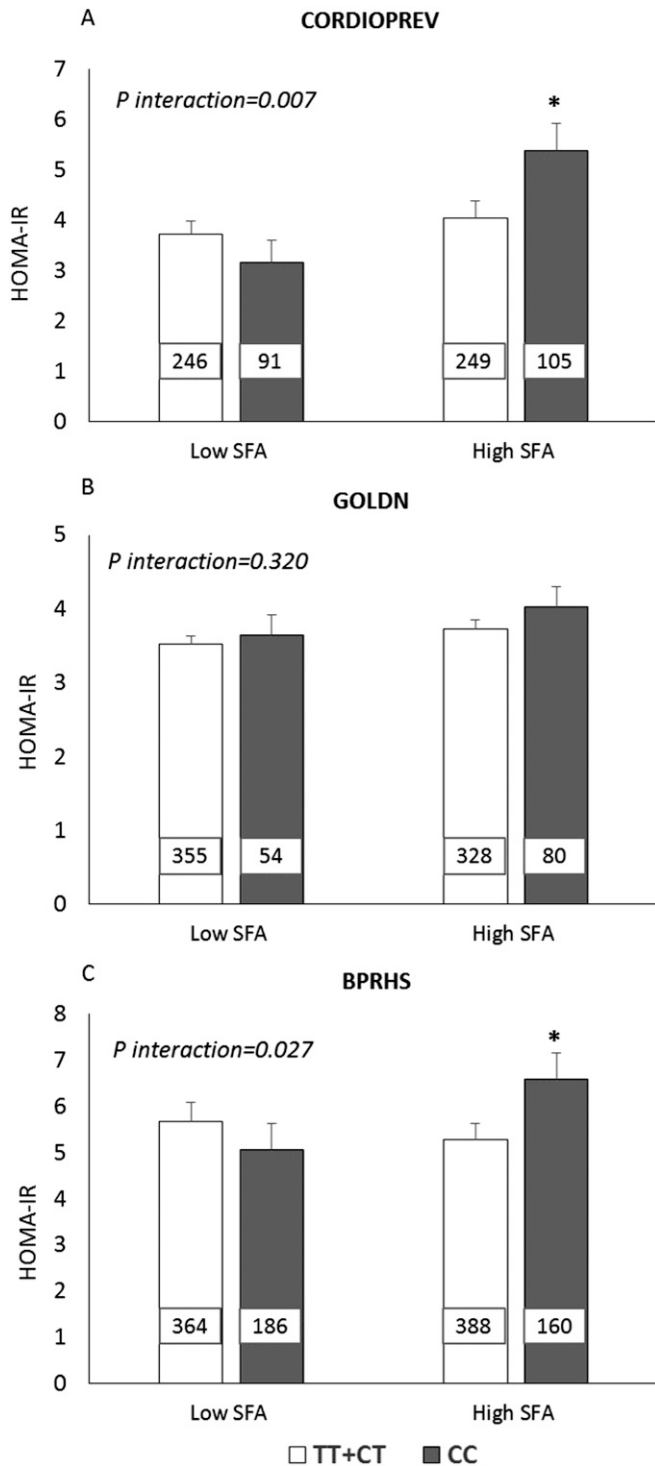 A
CORDIOPREV
P interaction=0.007
*
7
6
5
4
3
2
1
0
HOMA-IR
246 91 249 105
Low SFA High SFA
B
GOLDN
P interaction=0.320
5
4
3
2
1
0
HOMA-IR
355 54 328 80
Low SFA High SFA
C
BPRHS
P interaction=0.027
*
8
7
6
5
4
3
2
1
0
HOMA-IR
364 186 388 160
Low SFA High SFA
TT+CT CC